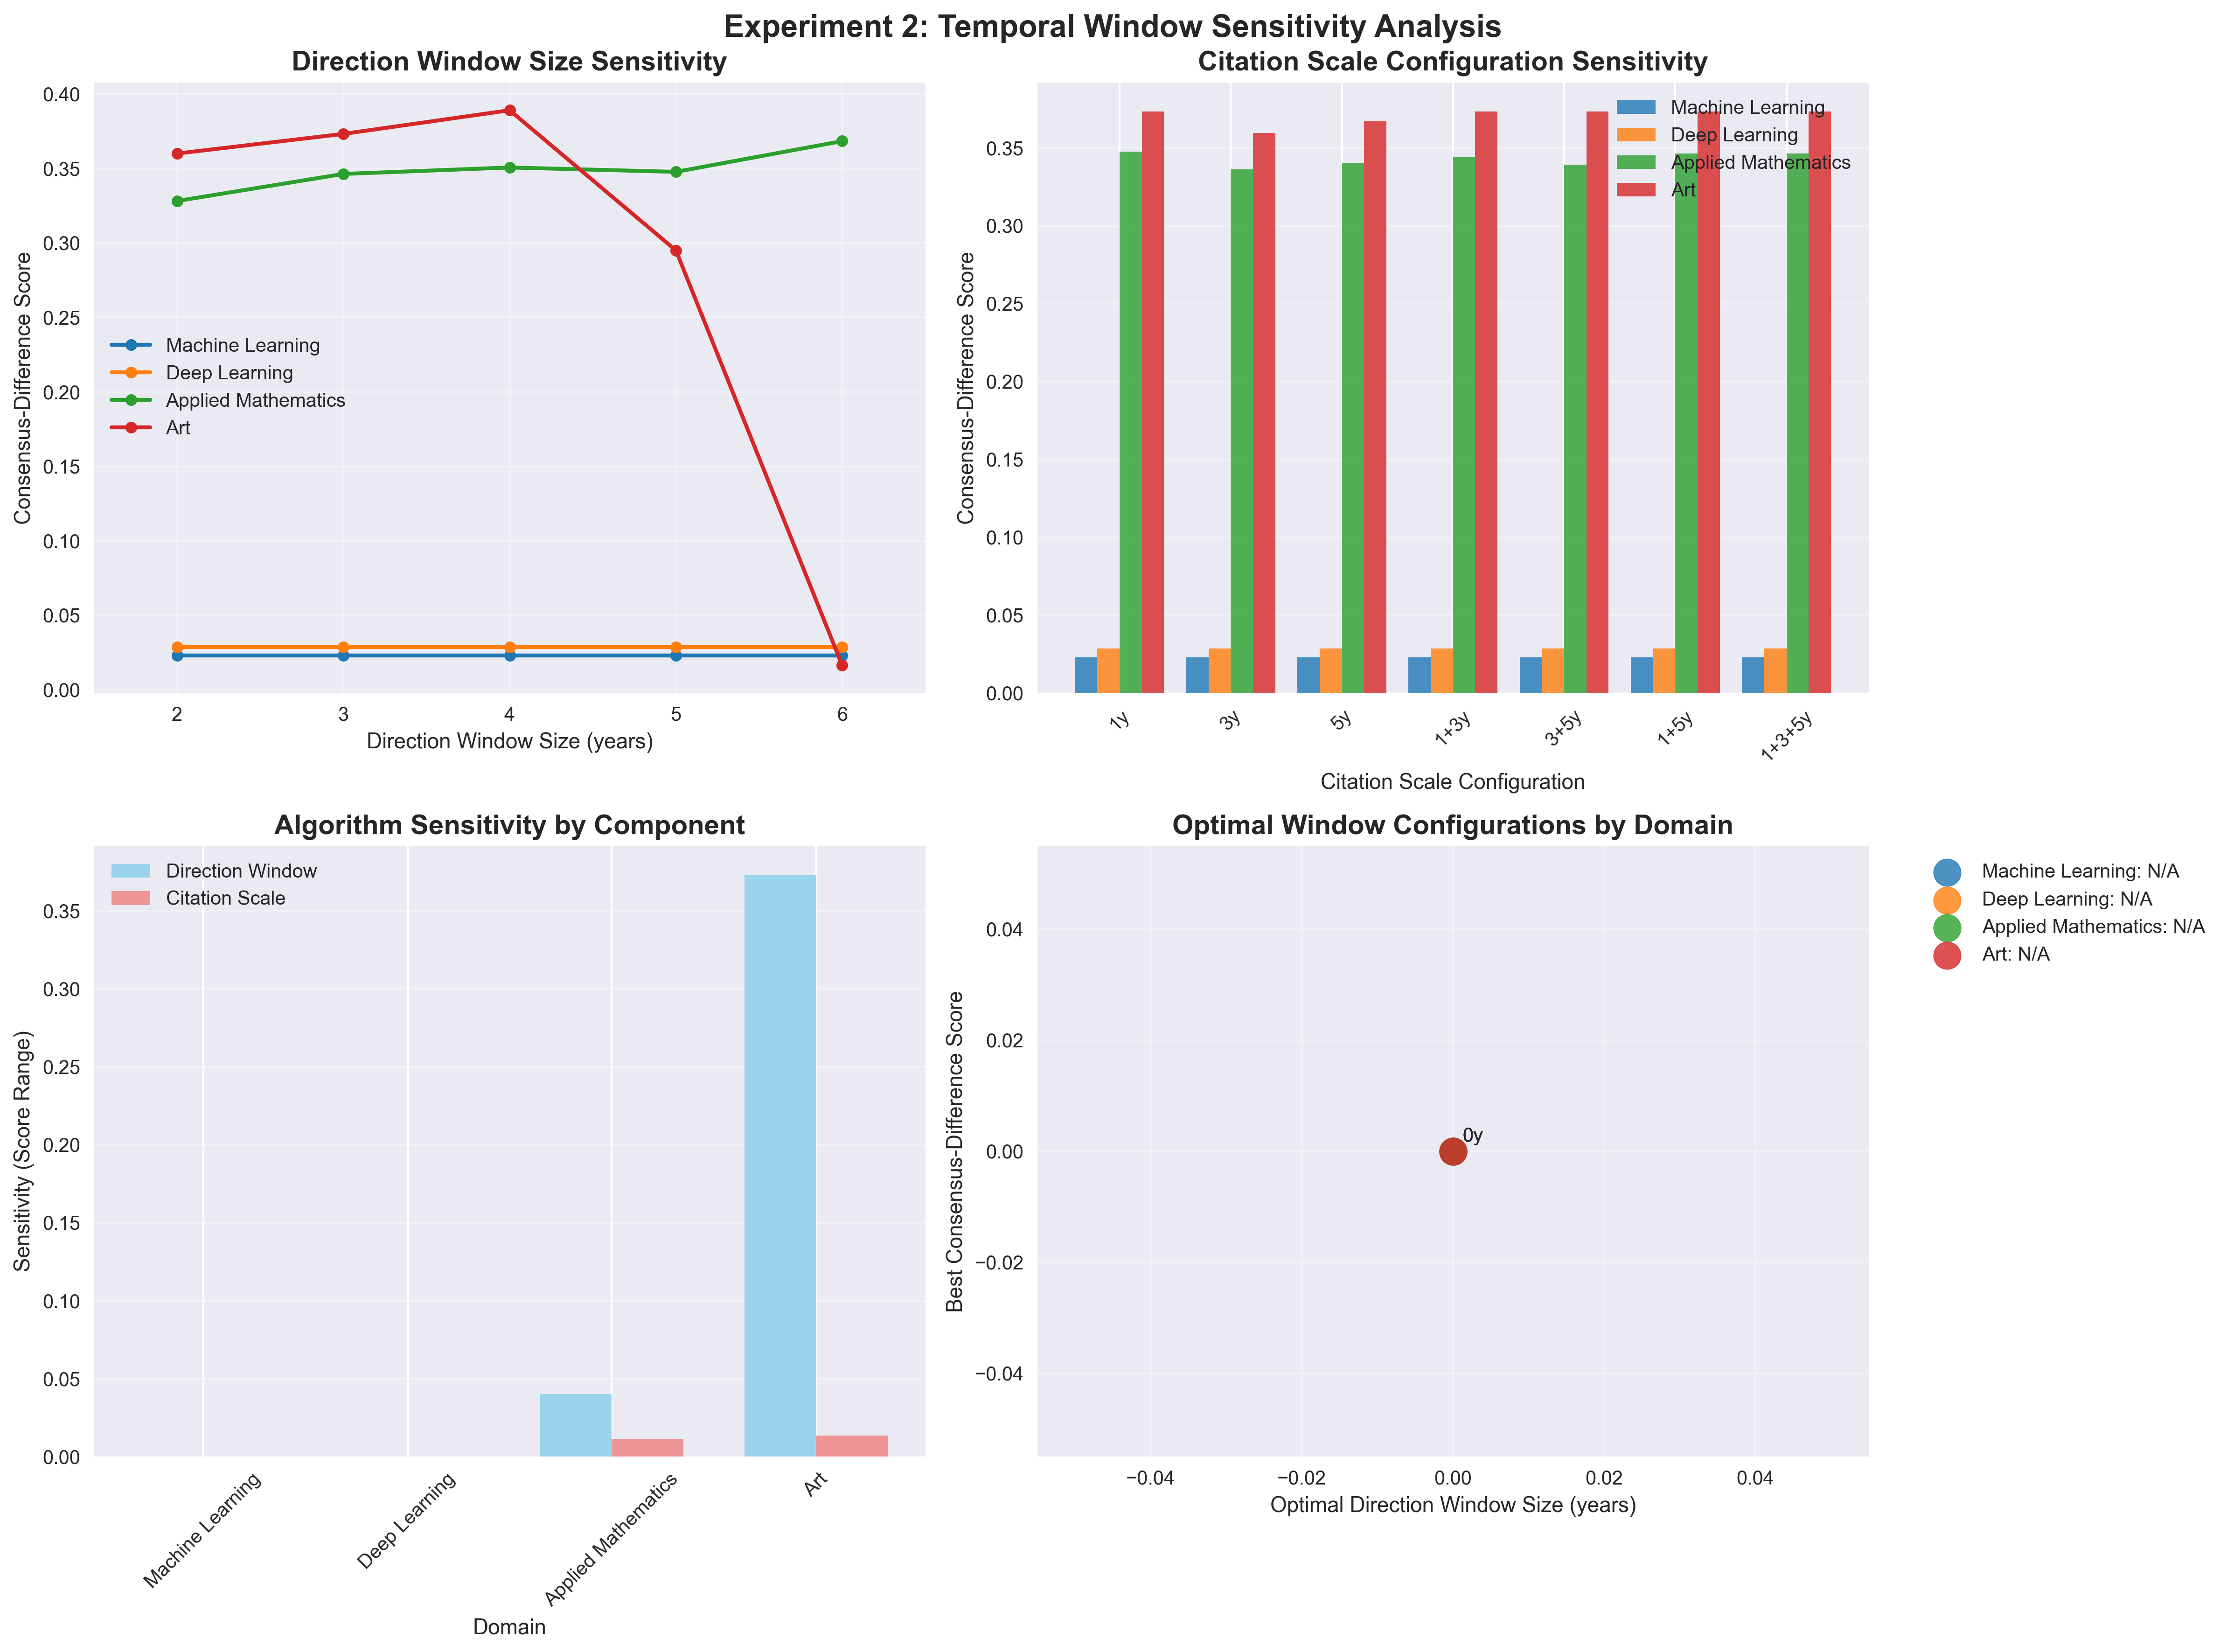 Experiment 2: Temporal Window Sensitivity Analysis
Direction Window Size Sensitivity
Consensus-Difference Score
0.40
0.35
0.30
0.25
0.20
0.15
0.10
0.05
0.00
Machine Learning
Deep Learning
Applied Mathematics
Art
2
3
4
5
6
Direction Window Size (years)
Citation Scale Configuration Sensitivity
Consensus-Difference Score
0.35
0.30
0.25
0.20
0.15
0.10
0.05
0.00
Machine Learning
Deep Learning
Applied Mathematics
Art
1y
3y
5y
1+3y
3+5y
1+5y
1+3+5y
Citation Scale Configuration
Algorithm Sensitivity by Component
Sensitivity (Score Range)
0.35
0.30
0.25
0.20
0.15
0.10
0.05
0.00
Direction Window
Citation Scale
Machine Learning
Deep Learning
Applied Mathematics
Art
Domain
Optimal Window Configurations by Domain
Best Consensus-Difference Score
0.04
0.02
0.00
−0.02
−0.04
0y
−0.04
−0.02
0.00
0.02
0.04
Optimal Direction Window Size (years)
Machine Learning: N/A
Deep Learning: N/A
Applied Mathematics: N/A
Art: N/A